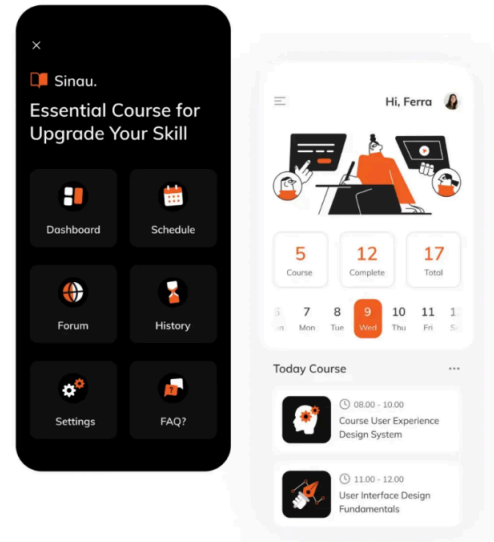 Sinau.
Essential Course for
Upgrade Your Skill
Dashboard
Schedule
Forum
History
Settings
FAQ?
Hi, Ferra
5
Course
12
Complete
17
Total
7 8 9 10 11
Mon Tue Wed Thu Fri
Today Course
08.00 - 10.00
Course User Experience
Design System
11.00 - 12.00
User Interface Design
Fundamentals